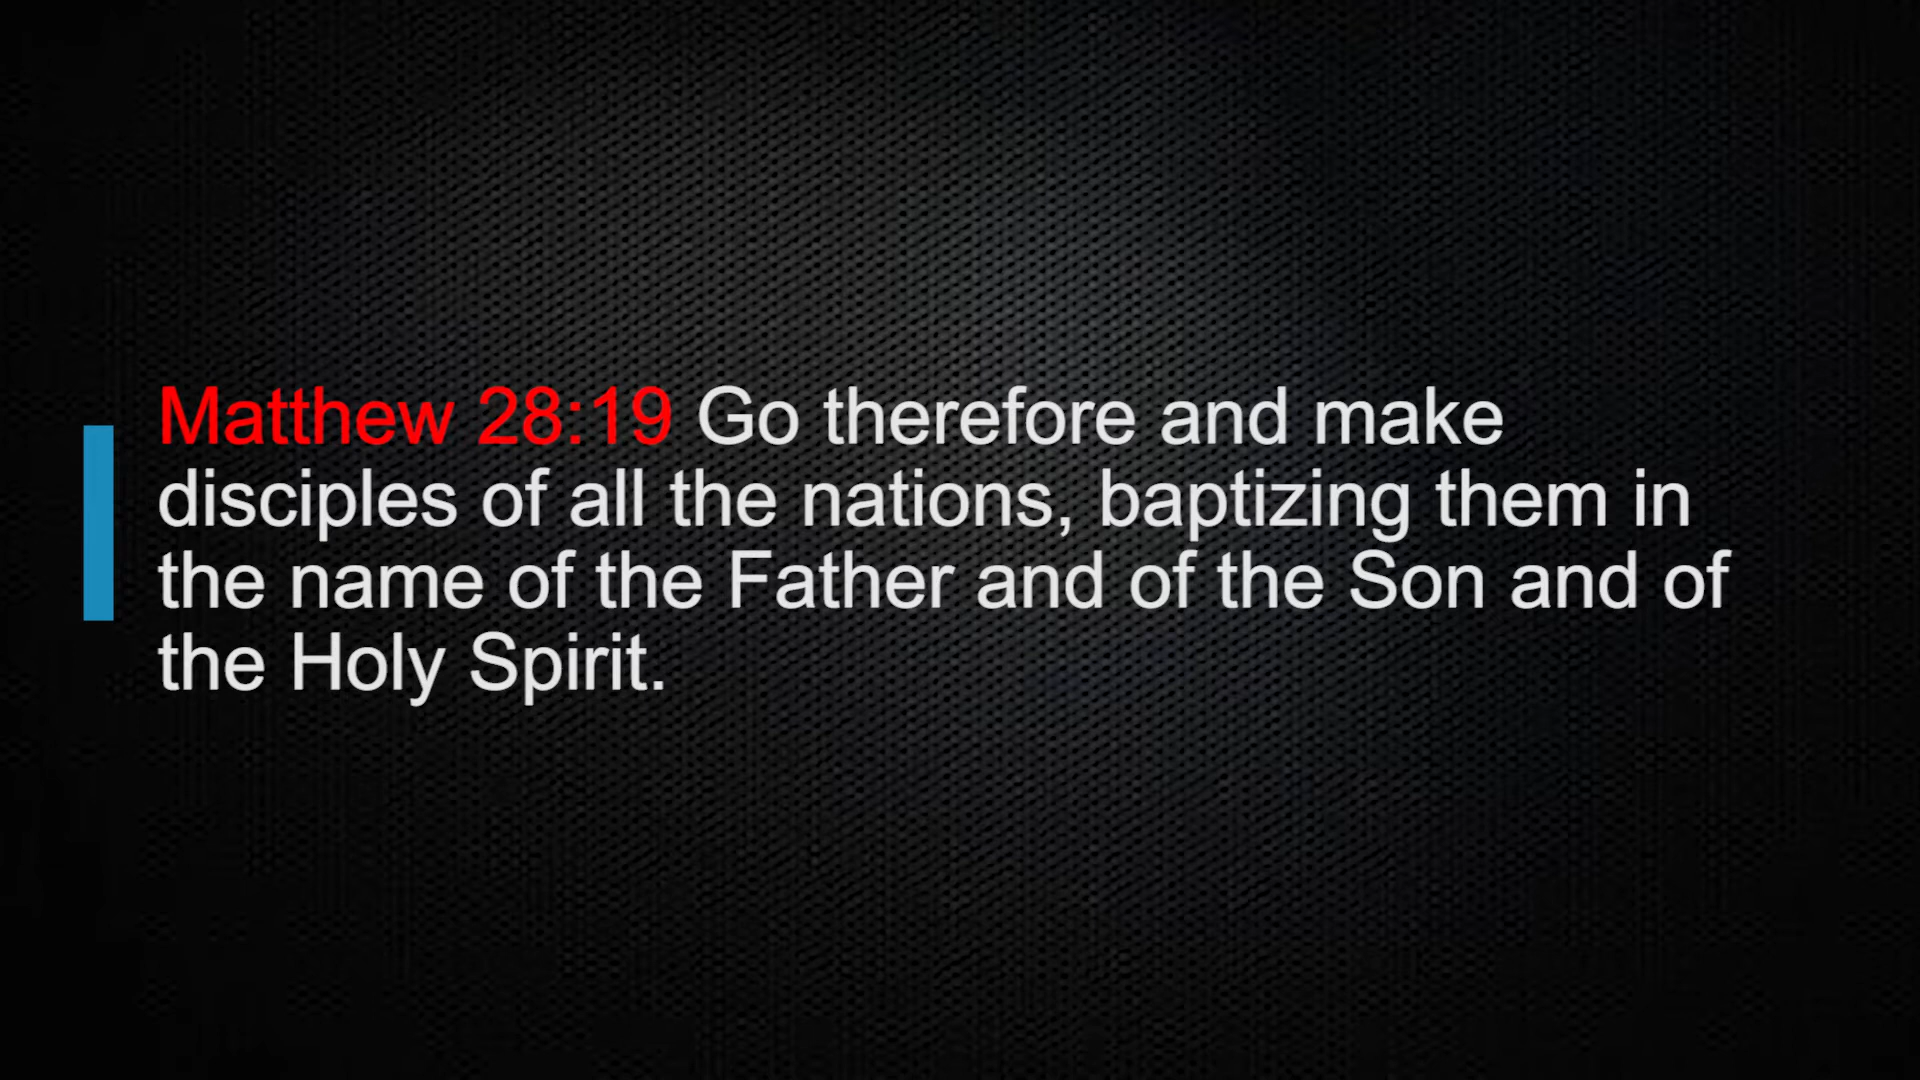 Matthew 28:19 Go therefore and make
disciples of all the nations, baptizing them in
the name of the Father and of the Son and of
the Holy Spirit.